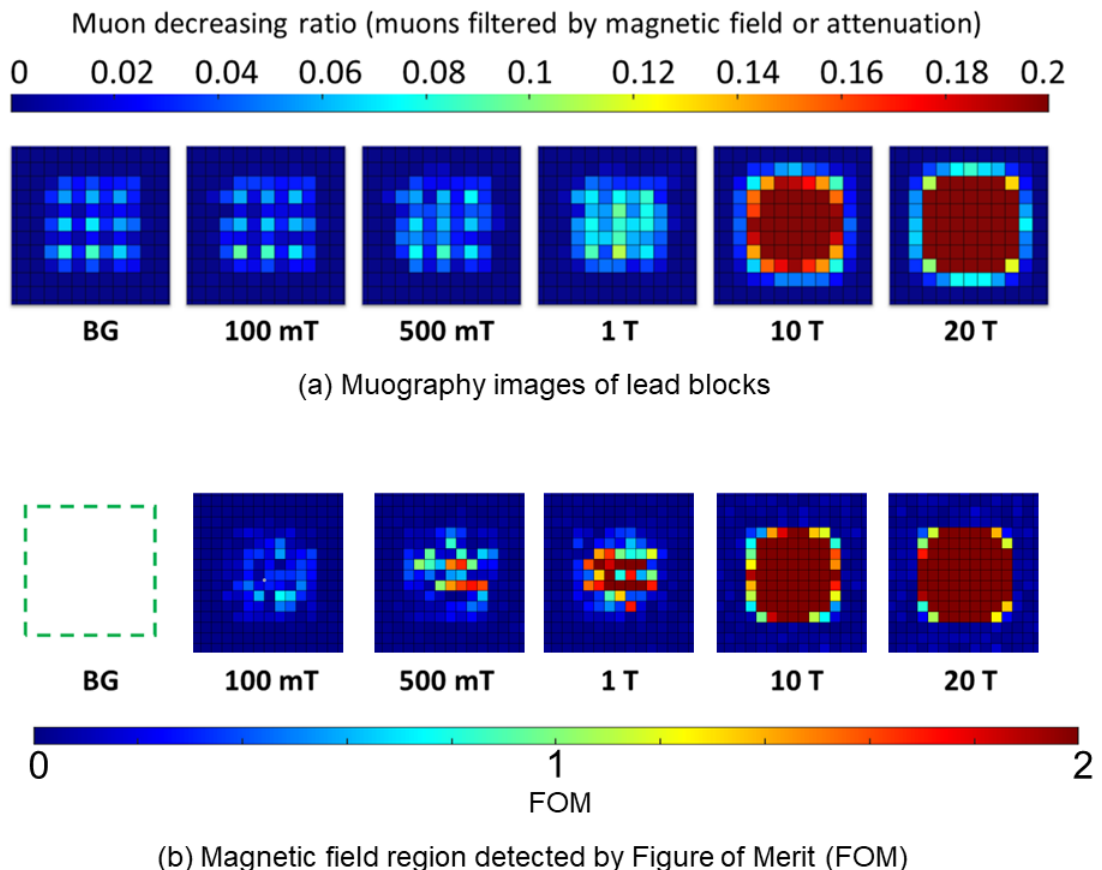 Muon decreasing ratio (muons filtered by magnetic field or attenuation)
0 0.02 0.04 0.06 0.08 0.1 0.12 0.14 0.16 0.18 0.2
BG 100 mT 500 mT 1 T 10 T 20 T
(a) Muography images of lead blocks
BG 100 mT 500 mT 1 T 10 T 20 T
0 1 2
FOM
(b) Magnetic field region detected by Figure of Merit (FOM)